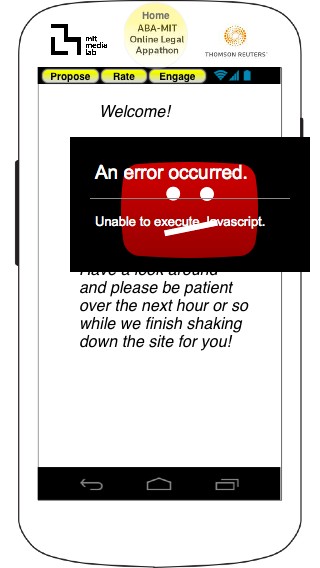 Home
ABA-MIT
Online Legal
Appathon
mit
media
lab
THOMSON REUTERS
Propose Rate Engage
Welcome!
An error occurred.
Unable to execute Javascript.
Have a look around
and please be patient
over the next hour or so
while we finish shaking
down the site for you!